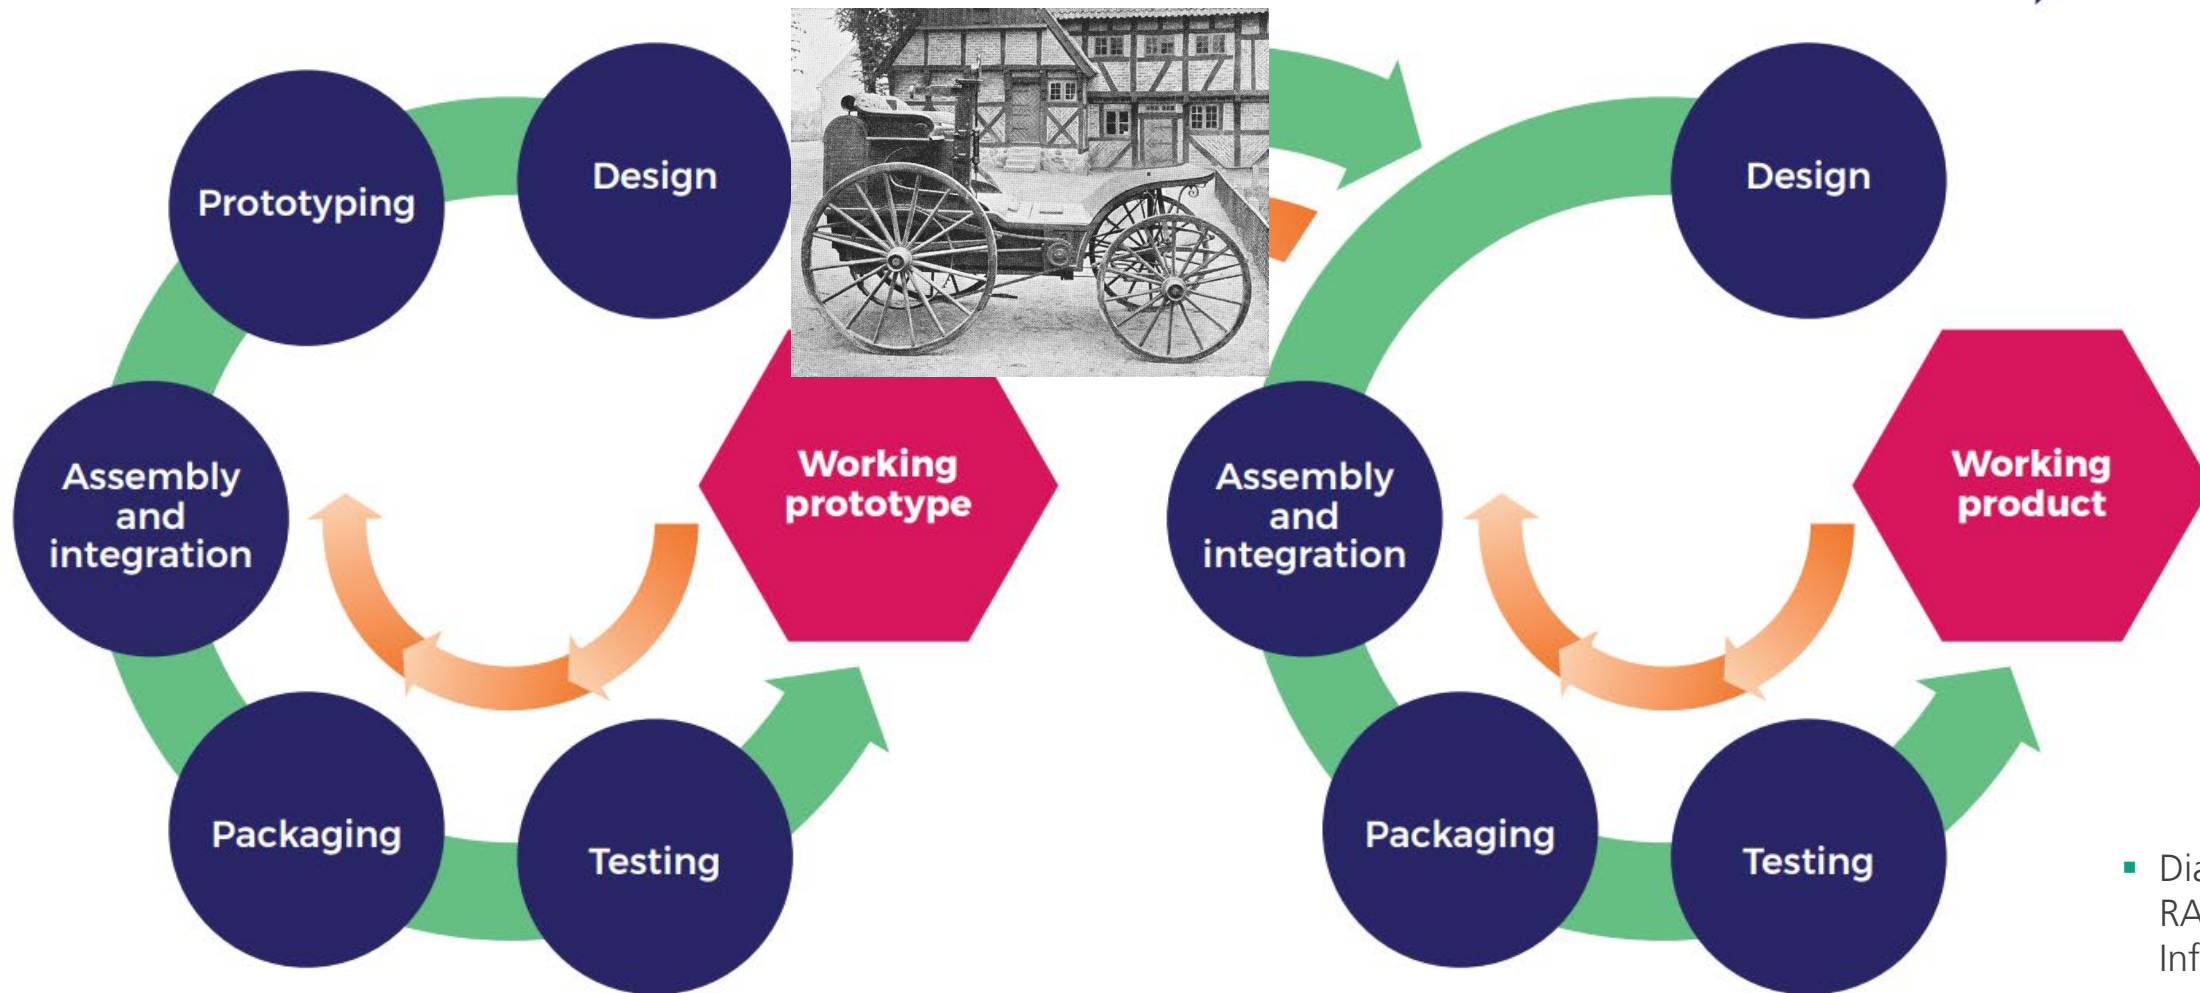 Design
Prototyping
Assembly
and
integration
Packaging
Testing
Working
prototype
Design
Assembly
and
integration
Packaging
Testing
Working
product